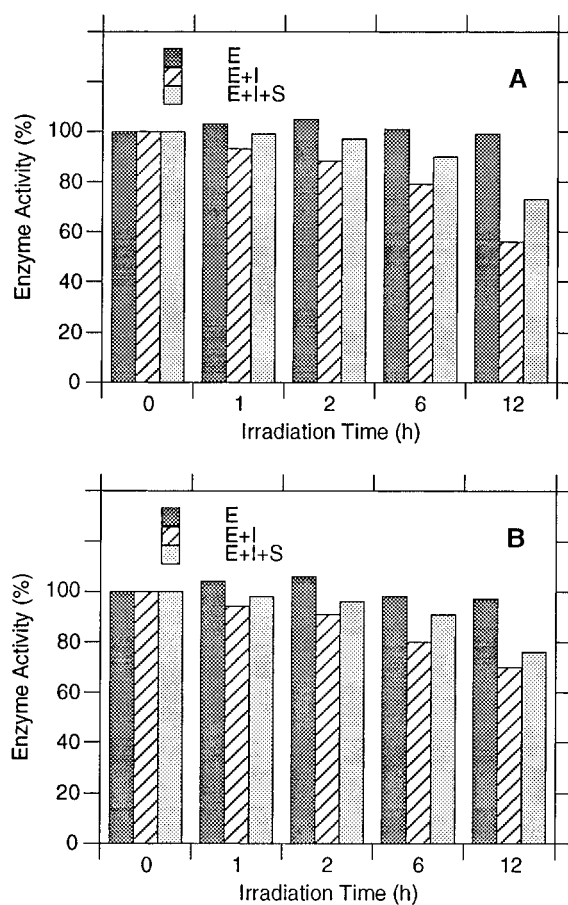 E
E+I
E+I+S
A
Enzyme Activity (%)
100
80
60
40
20
0
0 1 2 6 12
Irradiation Time (h)
E
E+I
E+I+S
B
Enzyme Activity (%)
100
80
60
40
20
0
0 1 2 6 12
Irradiation Time (h)